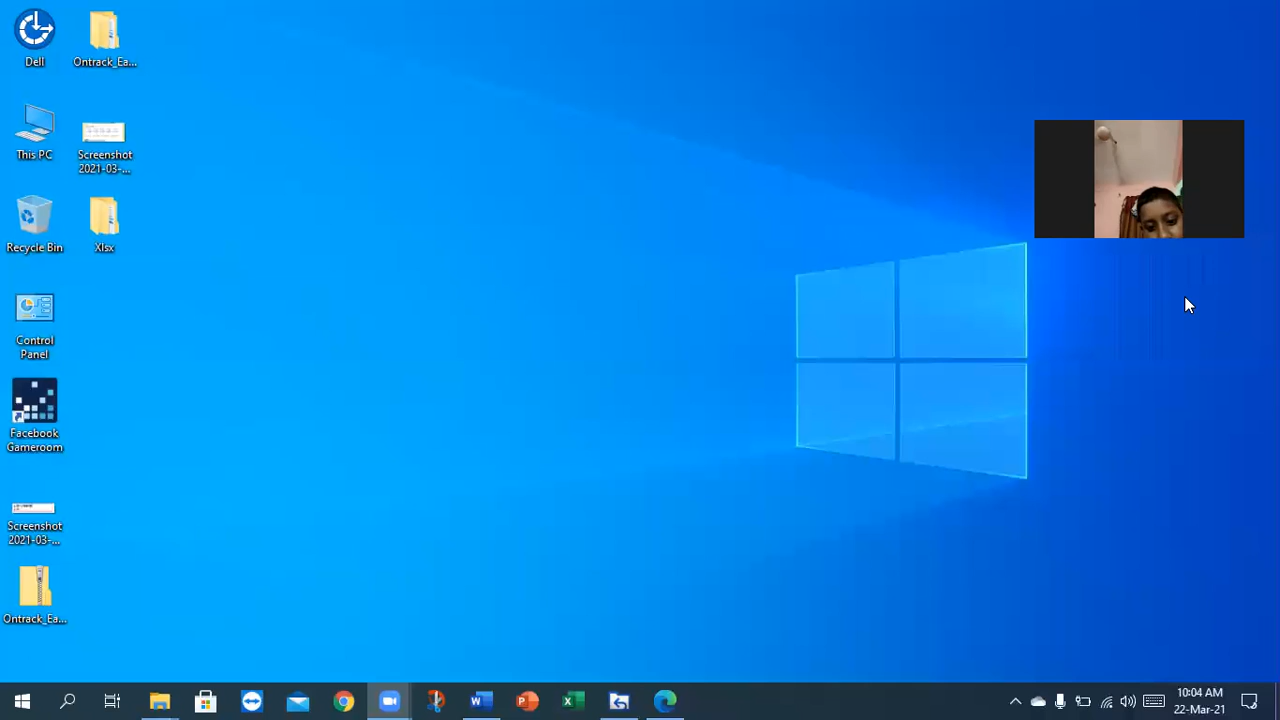 Dell
Ontrack_Ea...
This PC
Screenshot
2021-03-...
Recycle Bin
Xlsx
Control
Panel
Facebook
Gameroom
Screenshot
2021-03-...
Ontrack_Ea...
10:04 AM
22-Mar-21